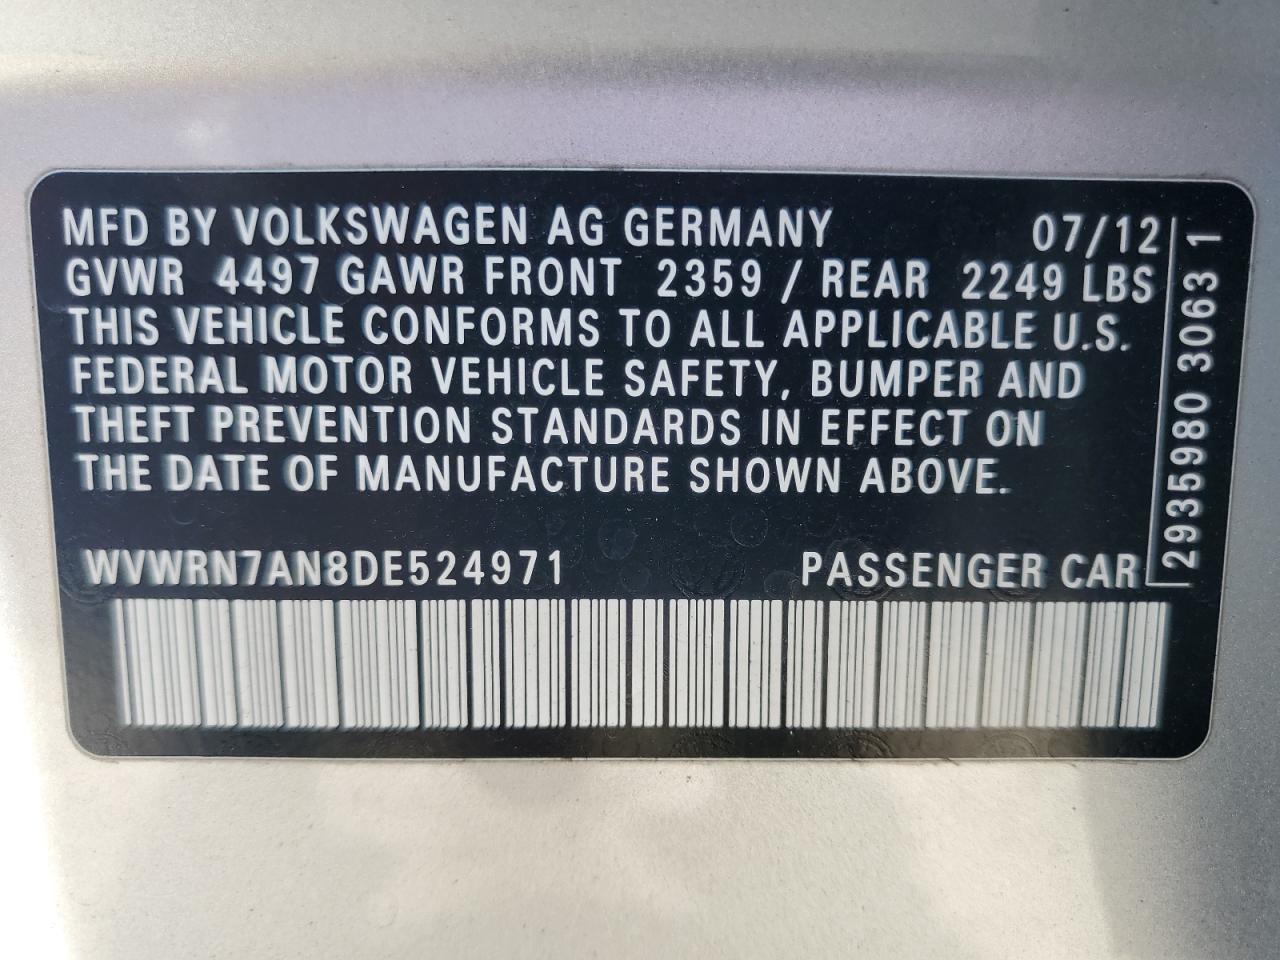 MFD BY VOLKSWAGEN AG GERMANY 07/12
GVWR 4497 GAWR FRONT 2359 / REAR 2249 LBS
THIS VEHICLE CONFORMS TO ALL APPLICABLE U.S.
FEDERAL MOTOR VEHICLE SAFETY, BUMPER AND
THEFT PREVENTION STANDARDS IN EFFECT ON
THE DATE OF MANUFACTURE SHOWN ABOVE.
WVWRN7AN8DE524971 PASSENGER CAR
2935980 3063 1